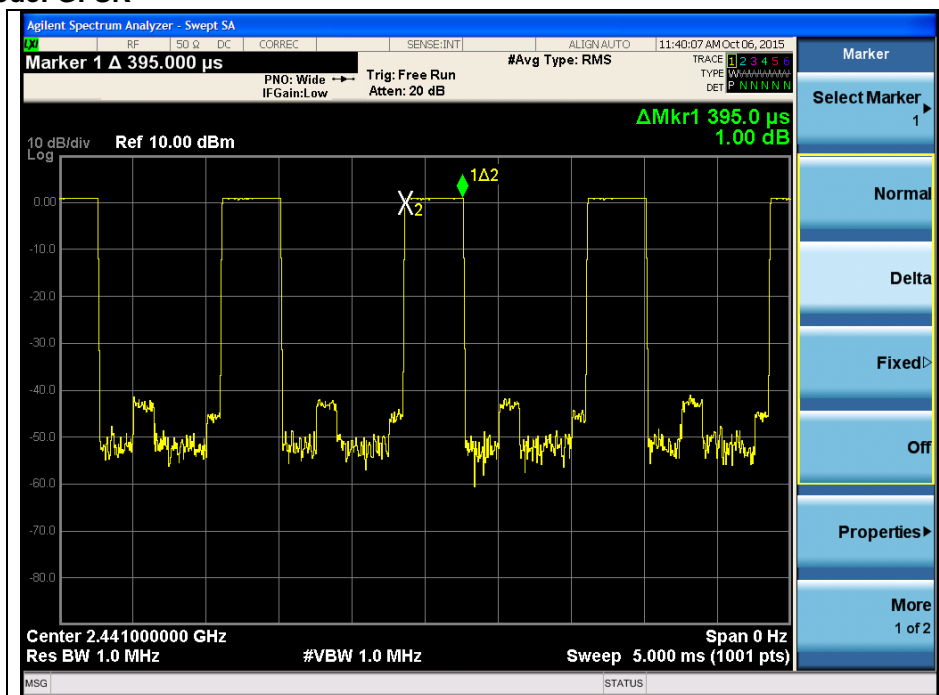 Agilent Spectrum Analyzer - Swept SA
LXI RF 50 Ω DC CORREC SENSE:INT ALIGNAUTO 11:40:07 AM Oct 06, 2015
Marker 1 Δ 395.000 µs
PNO: Wide
IFGain:Low
Trig: Free Run
Atten: 20 dB
#Avg Type: RMS
TRACE 1 2 3 4 5 6
TYPE WWWWWW
DET P N N N N N
ΔMkr1 395.0 µs
1.00 dB
10 dB/div Ref 10.00 dBm
Log
0.00
-10.0
-20.0
-30.0
-40.0
-50.0
-60.0
-70.0
-80.0
1Δ2
X2
Center 2.441000000 GHz Span 0 Hz
Res BW 1.0 MHz #VBW 1.0 MHz Sweep 5.000 ms (1001 pts)
MSG STATUS
Marker
Select Marker
1
Normal
Delta
Fixed
Off
Properties
More
1 of 2